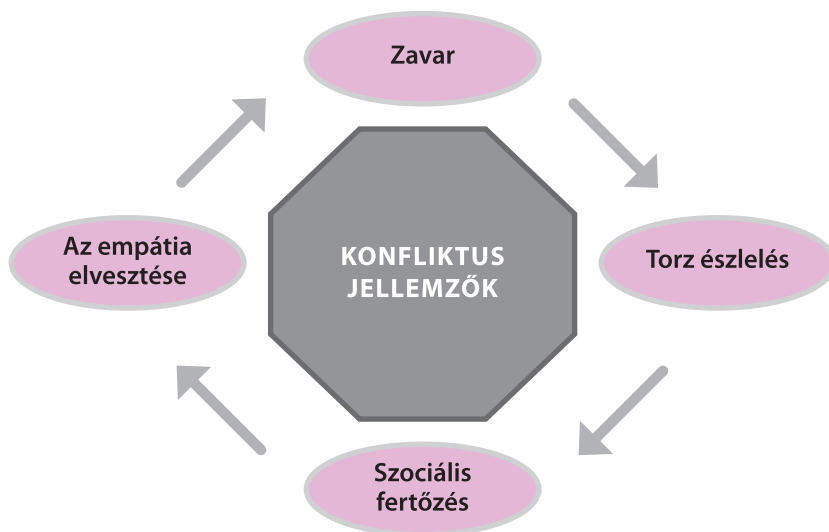 Zavar
Az empátia
elvesztése
KONFLIKTUS
JELLEMZŐK
Torz észlelés
Szociális
fertőzés